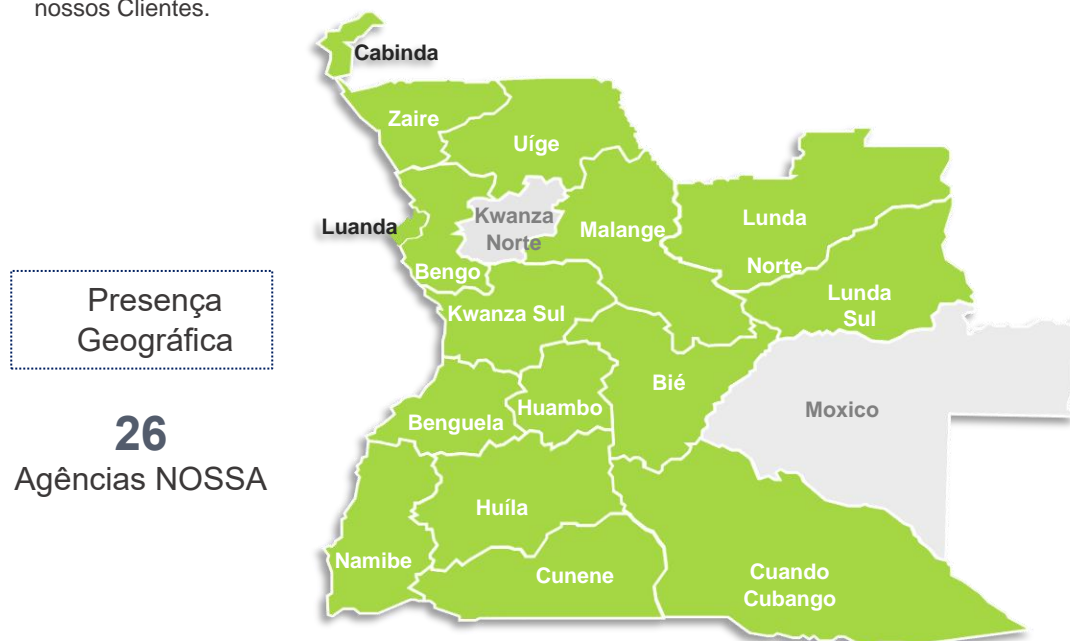 nossos Clientes.
Cabinda
Zaire
Uíge
Luanda
Kwanza
Norte
Malange
Lunda
Norte
Bengo
Lunda
Sul
Kwanza Sul
Presença
Geográfica
Bié
Huambo
Benguela
Moxico
26
Agências NOSSA
Huíla
Namibe
Cunene
Cuando
Cubango